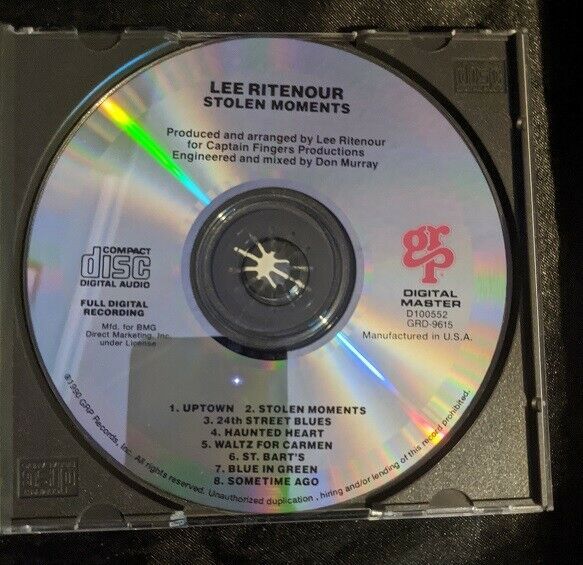 LEE RITENOUR
STOLEN MOMENTS
Produced and arranged by Lee Ritenour
for Captain Fingers Productions
Engineered and mixed by Don Murray
COMPACT
disc
DIGITAL AUDIO
FULL DIGITAL
RECORDING
Mfd. for BMG
Direct Marketing, Inc.
under License
grp
DIGITAL
MASTER
D100552
GRD-9615
Manufactured in U.S.A.
1. UPTOWN 2. STOLEN MOMENTS
3. 24th STREET BLUES
4. HAUNTED HEART
5. WALTZ FOR CARMEN
6. ST. BART'S
7. BLUE IN GREEN
8. SOMETIME AGO
℗1990 GRP Records, Inc. All rights reserved. Unauthorized duplication, hiring and/or lending of this record prohibited.
disc
disc